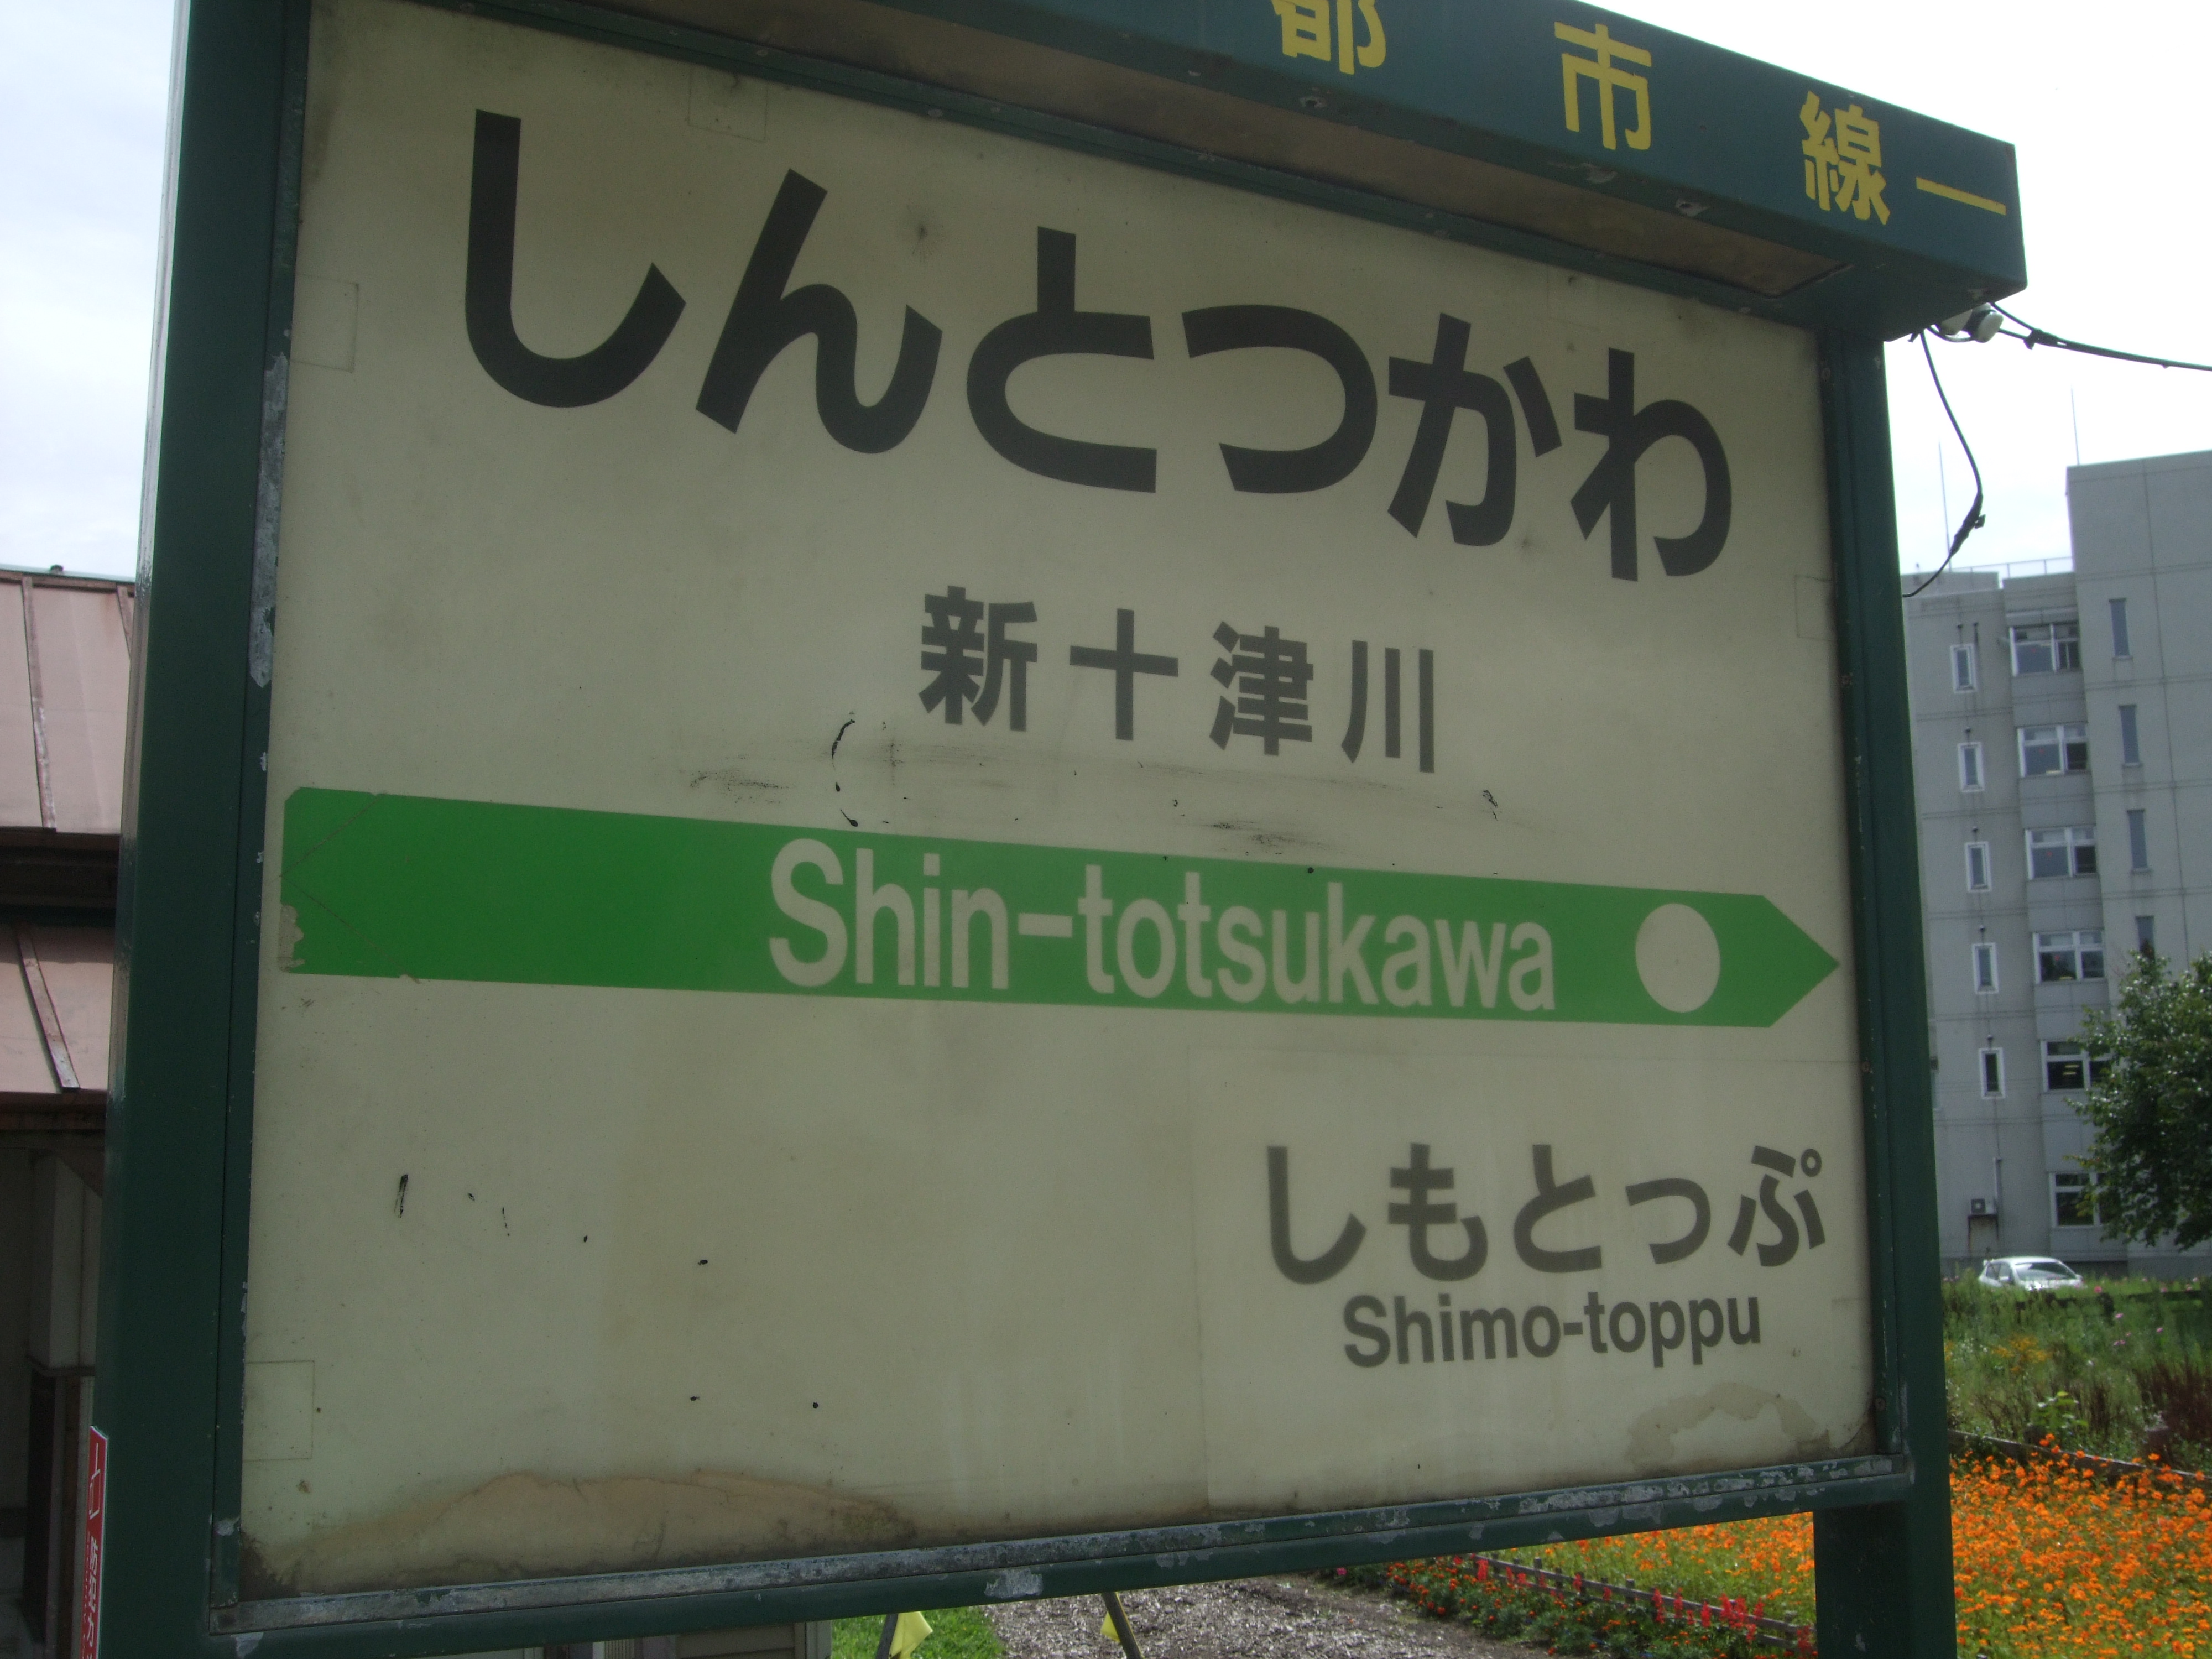 都市線ー
しんとつかわ
新十津川
Shin-totsukawa
しもとっぷ
Shimo-toppu